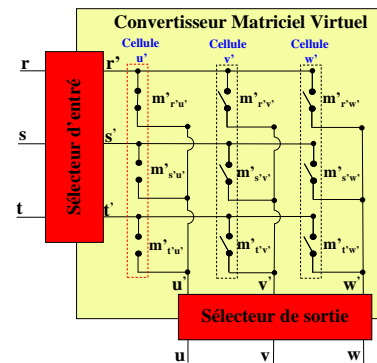 Convertisseur Matriciel Virtuel
Cellule Cellule Cellule
u' v' w'
r r'
m'r'u' m'r'v' m'r'w'
Sélecteur d'entré
s s'
m's'u' m's'v' m's'w'
t t'
m't'u' m't'v' m't'w'
u' v' w'
Sélecteur de sortie
u v w